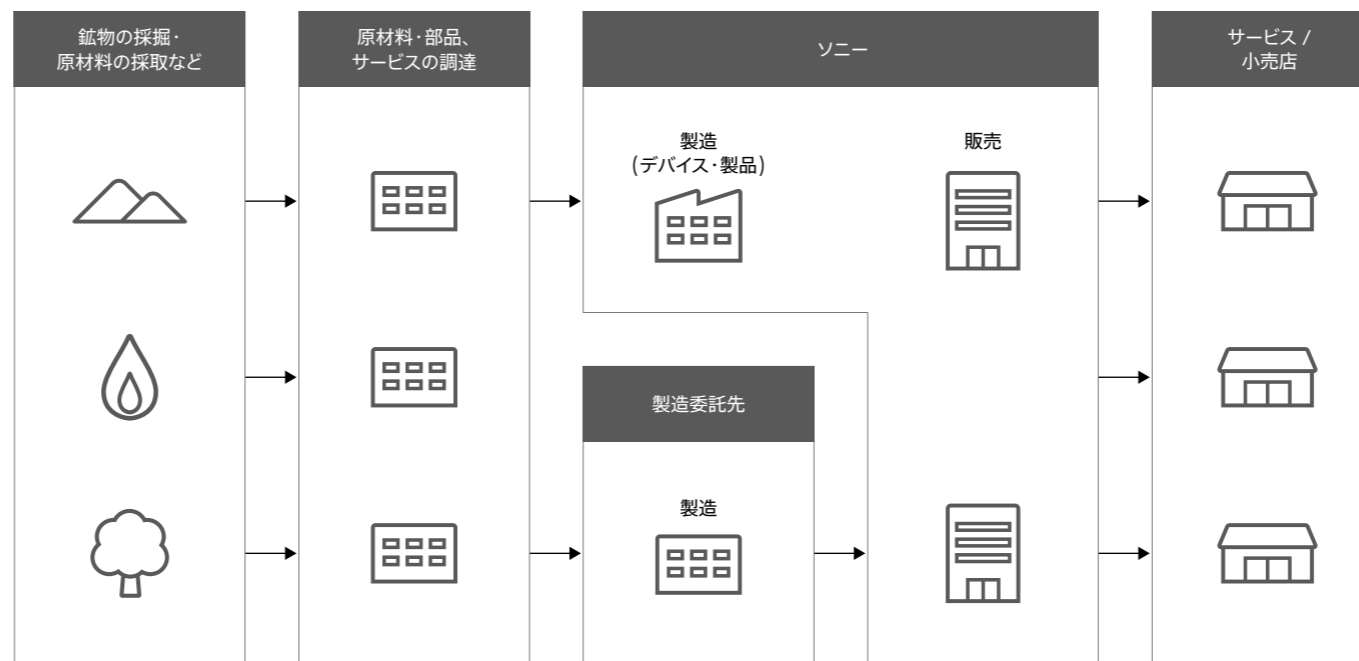 鉱物の採掘・
原材料の採取など
原材料・部品、
サービスの調達
ソニー
サービス /
小売店
製造
(デバイス・製品)
販売
製造委託先
製造